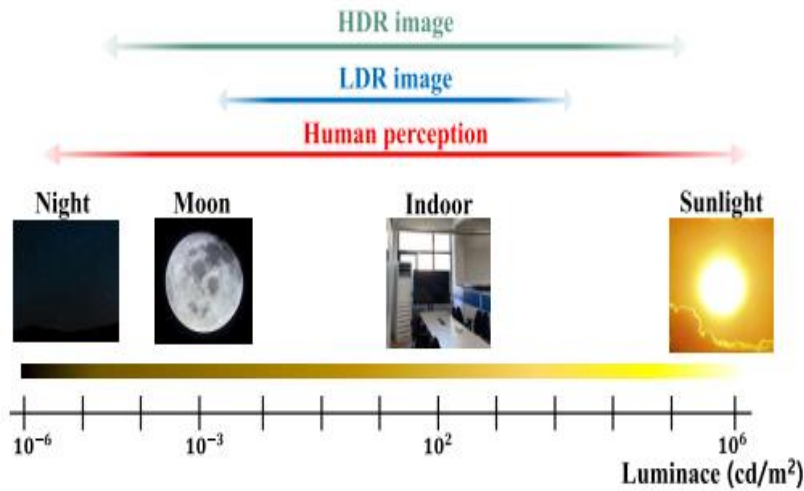 HDR image
LDR image
Human perception
Night Moon Indoor Sunlight
10⁻⁶ 10⁻³ 10² 10⁶
Luminace (cd/m²)